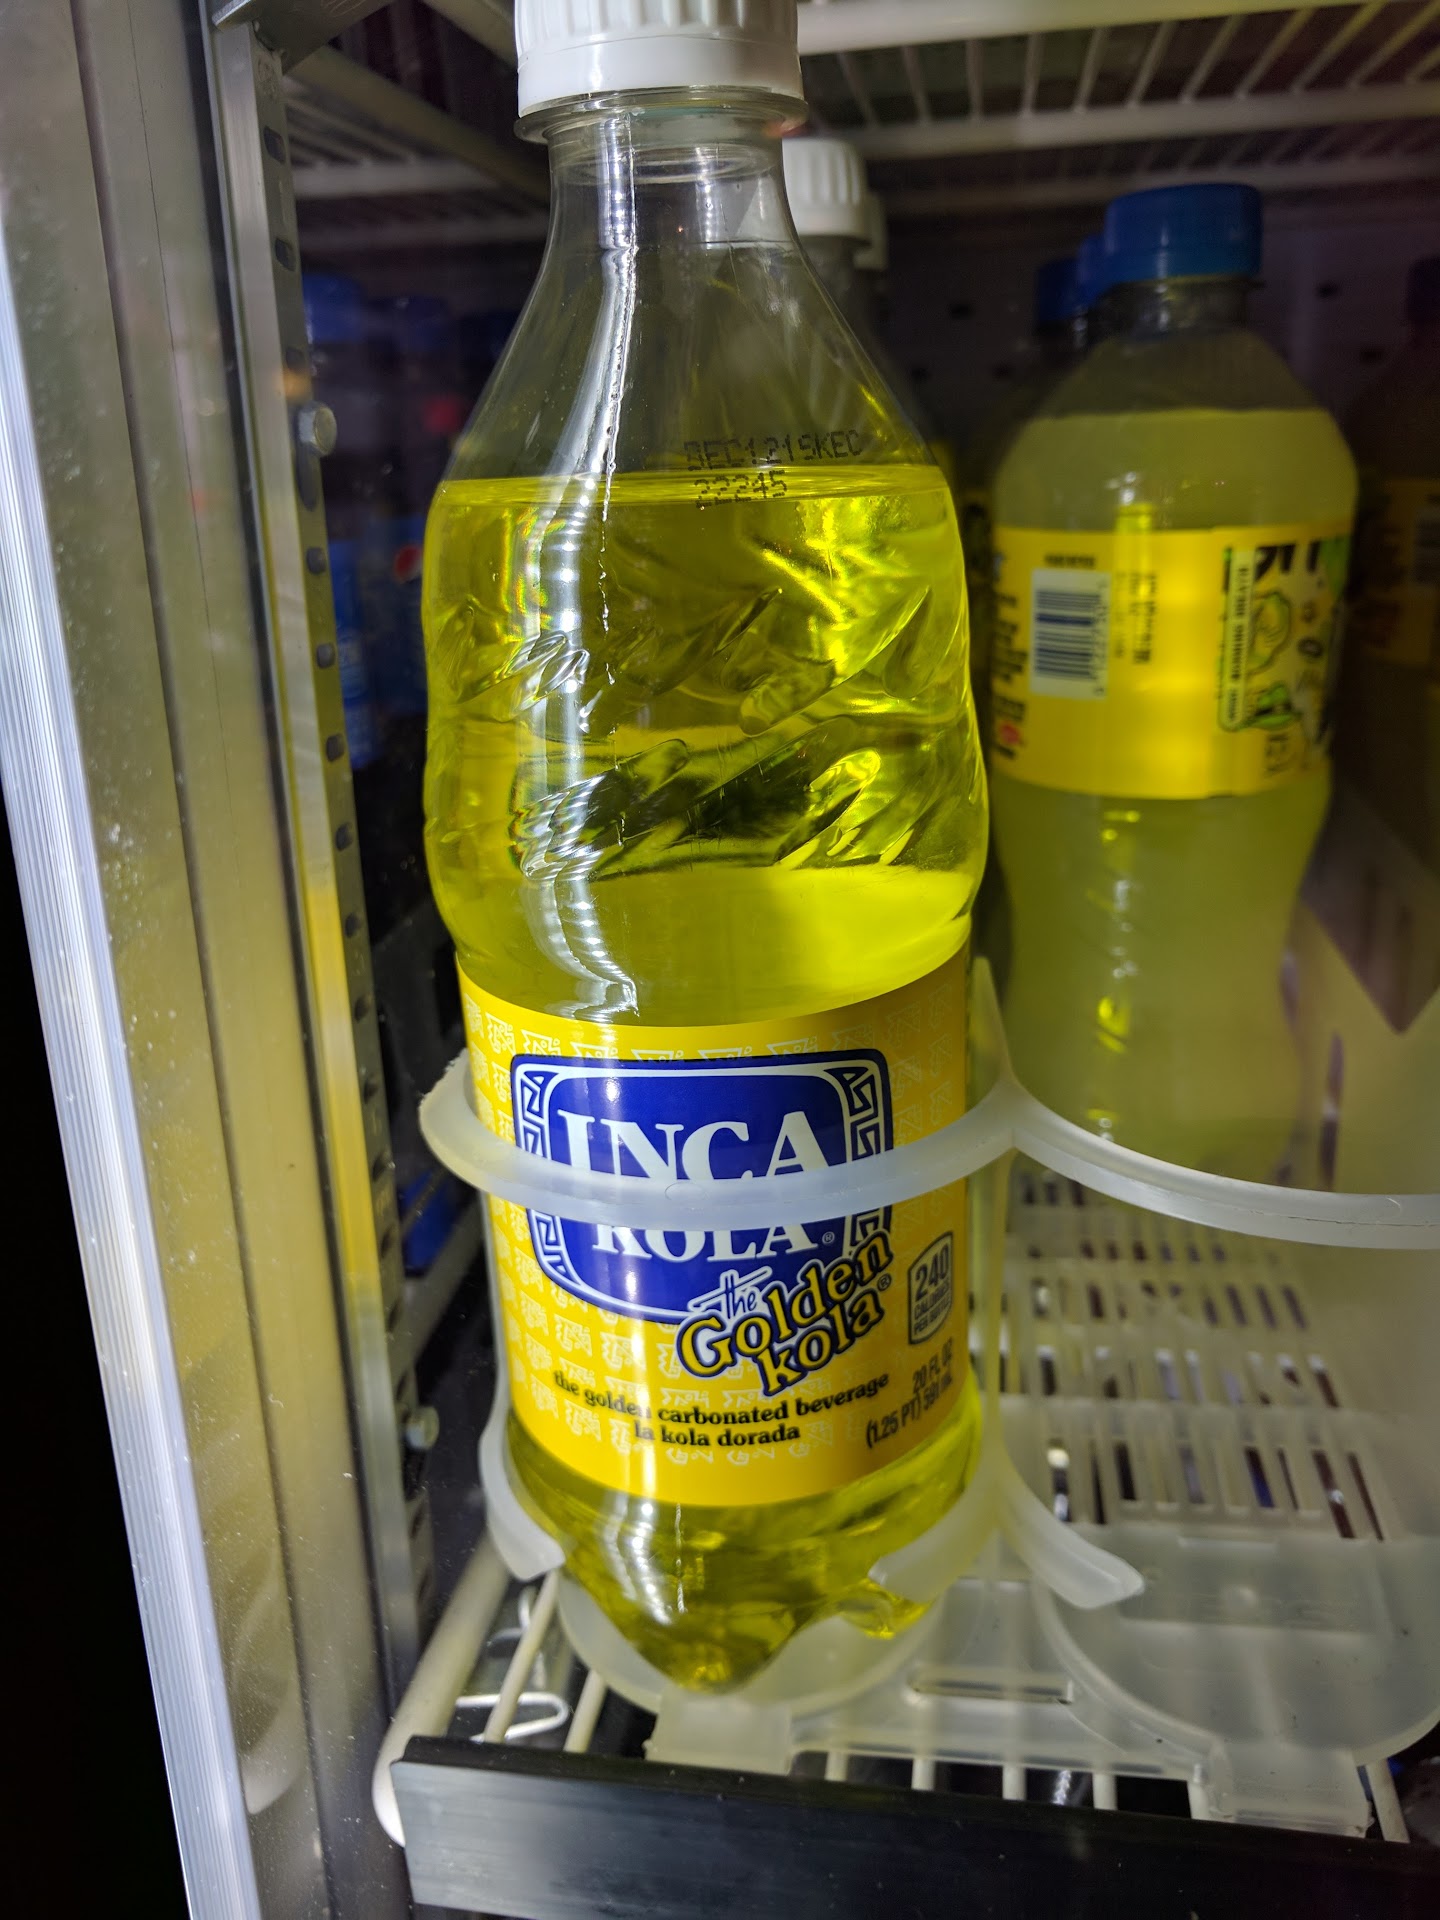 DEC1219KEC
22245
INCA
KOLA®
the
Golden
kola®
240
CALORIES
PER BOTTLE
20 FL OZ
(1.25 PT) 591 mL
the golden carbonated beverage
la kola dorada